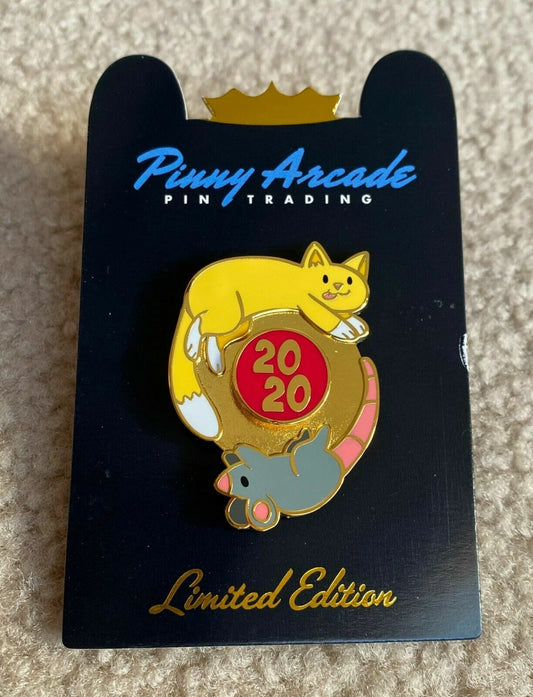 Pinny Arcade
PIN TRADING
20
20
Limited Edition